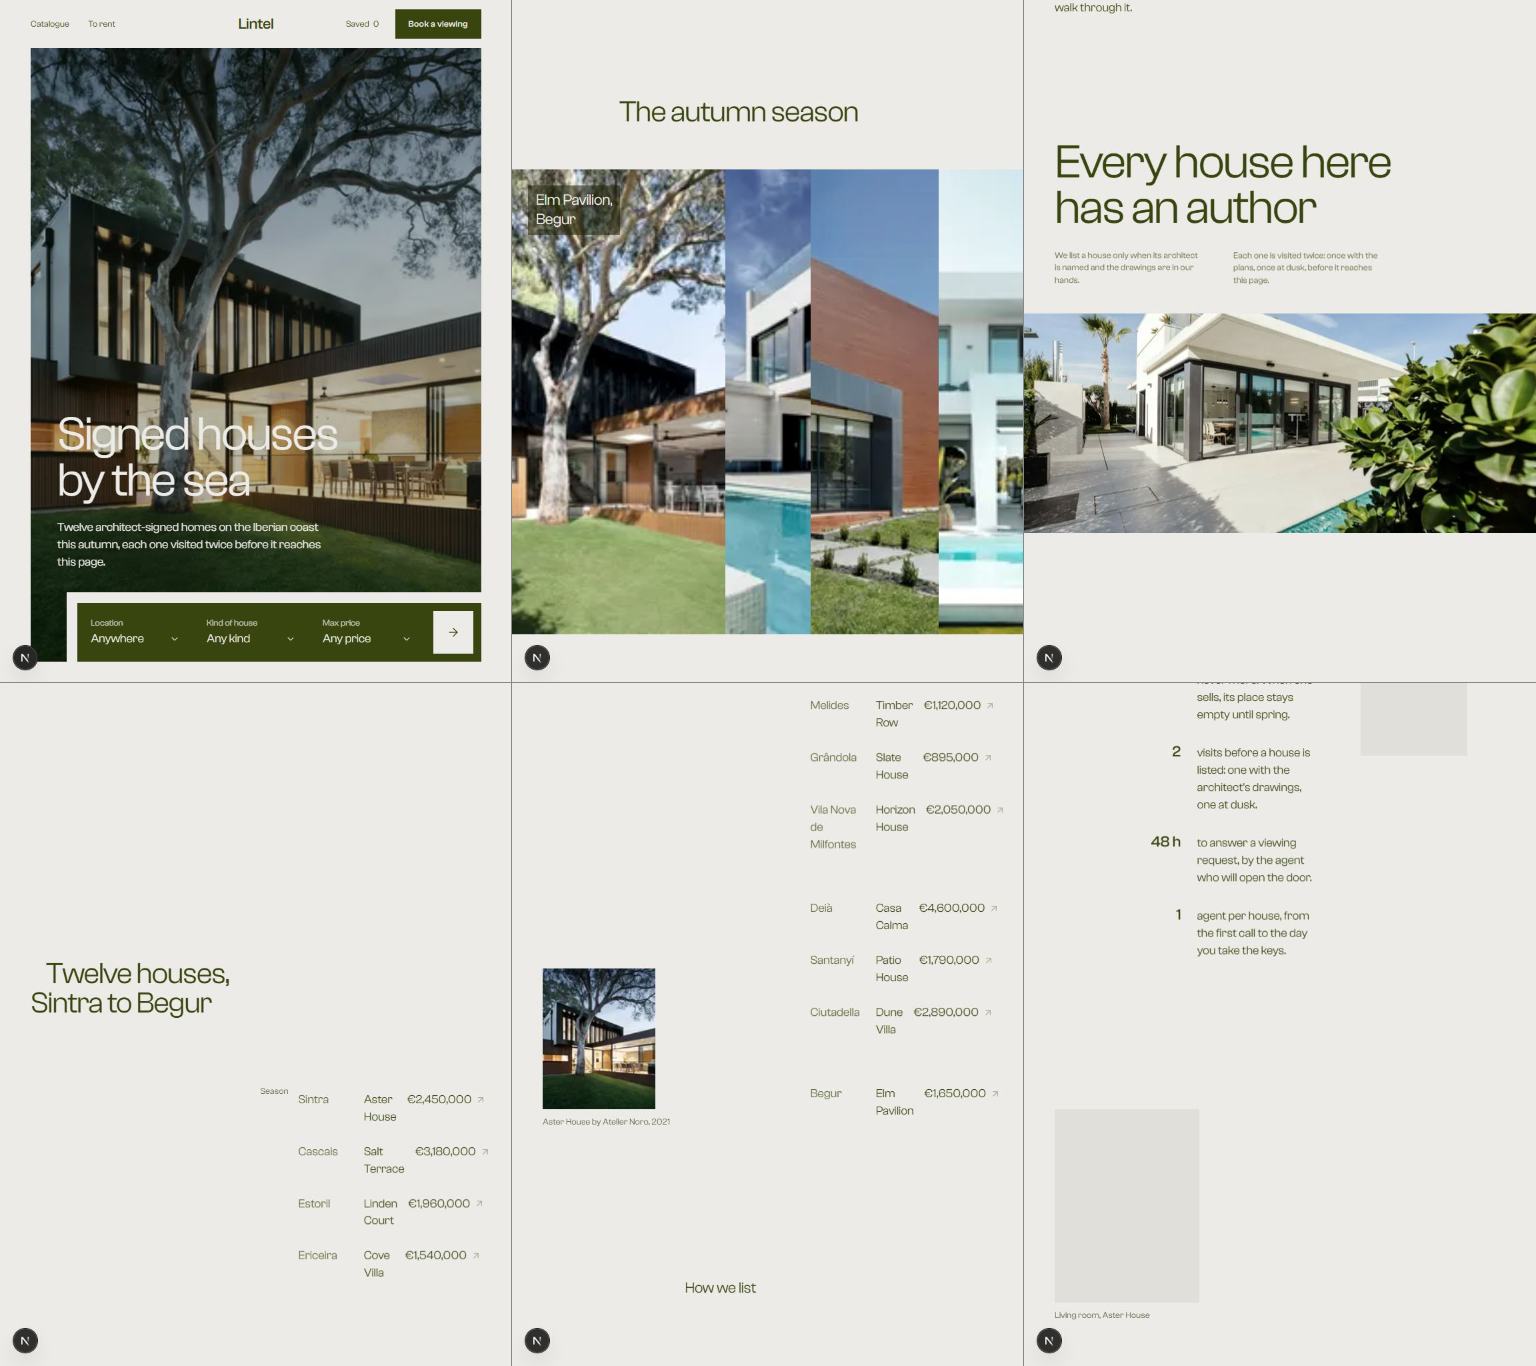 Catalogue
To rent
Lintel
Saved 0
Book a viewing
Signed houses
by the sea
Twelve architect-signed homes on the Iberian coast
this autumn, each one visited twice before it reaches
this page.
Location
Anywhere
Kind of house
Any kind
Max price
Any price
N
The autumn season
Elm Pavilion,
Begur
N
walk through it.
Every house here
has an author
We list a house only when its architect
is named and the drawings are in our
hands.
Each one is visited twice: once with the
plans, once at dusk, before it reaches
this page.
N
Twelve houses,
Sintra to Begur
Season
Sintra
Aster
House
€2,450,000
Cascais
Salt
Terrace
€3,180,000
Estoril
Linden
Court
€1,960,000
Ericeira
Cove
Villa
€1,540,000
N
Melides
Timber
Row
€1,120,000
Grândola
Slate
House
€895,000
Vila Nova
de
Milfontes
Horizon
House
€2,050,000
Deià
Casa
Calma
€4,600,000
Santanyí
Patio
House
€1,790,000
Ciutadella
Dune
Villa
€2,890,000
Begur
Elm
Pavilion
€1,650,000
Aster House by Atelier Noro, 2021
How we list
N
sells, its place stays
empty until spring.
2
visits before a house is
listed: one with the
architect's drawings,
one at dusk.
48 h
to answer a viewing
request, by the agent
who will open the door.
1
agent per house, from
the first call to the day
you take the keys.
Living room, Aster House
N